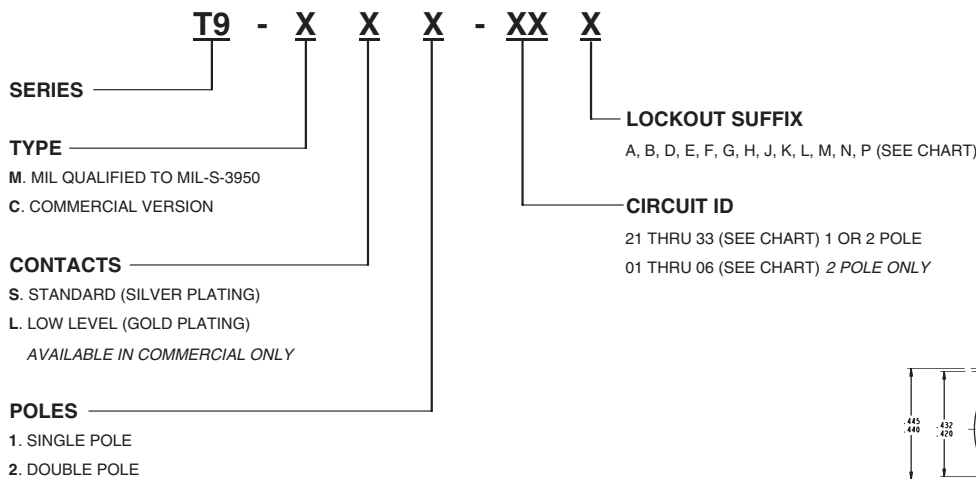 T9 - X X X - XX X
SERIES
TYPE
M. MIL QUALIFIED TO MIL-S-3950
C. COMMERCIAL VERSION
CONTACTS
S. STANDARD (SILVER PLATING)
L. LOW LEVEL (GOLD PLATING)
AVAILABLE IN COMMERCIAL ONLY
POLES
1. SINGLE POLE
2. DOUBLE POLE
LOCKOUT SUFFIX
A, B, D, E, F, G, H, J, K, L, M, N, P (SEE CHART)
CIRCUIT ID
21 THRU 33 (SEE CHART) 1 OR 2 POLE
01 THRU 06 (SEE CHART) 2 POLE ONLY
.445 .432
.440 .420